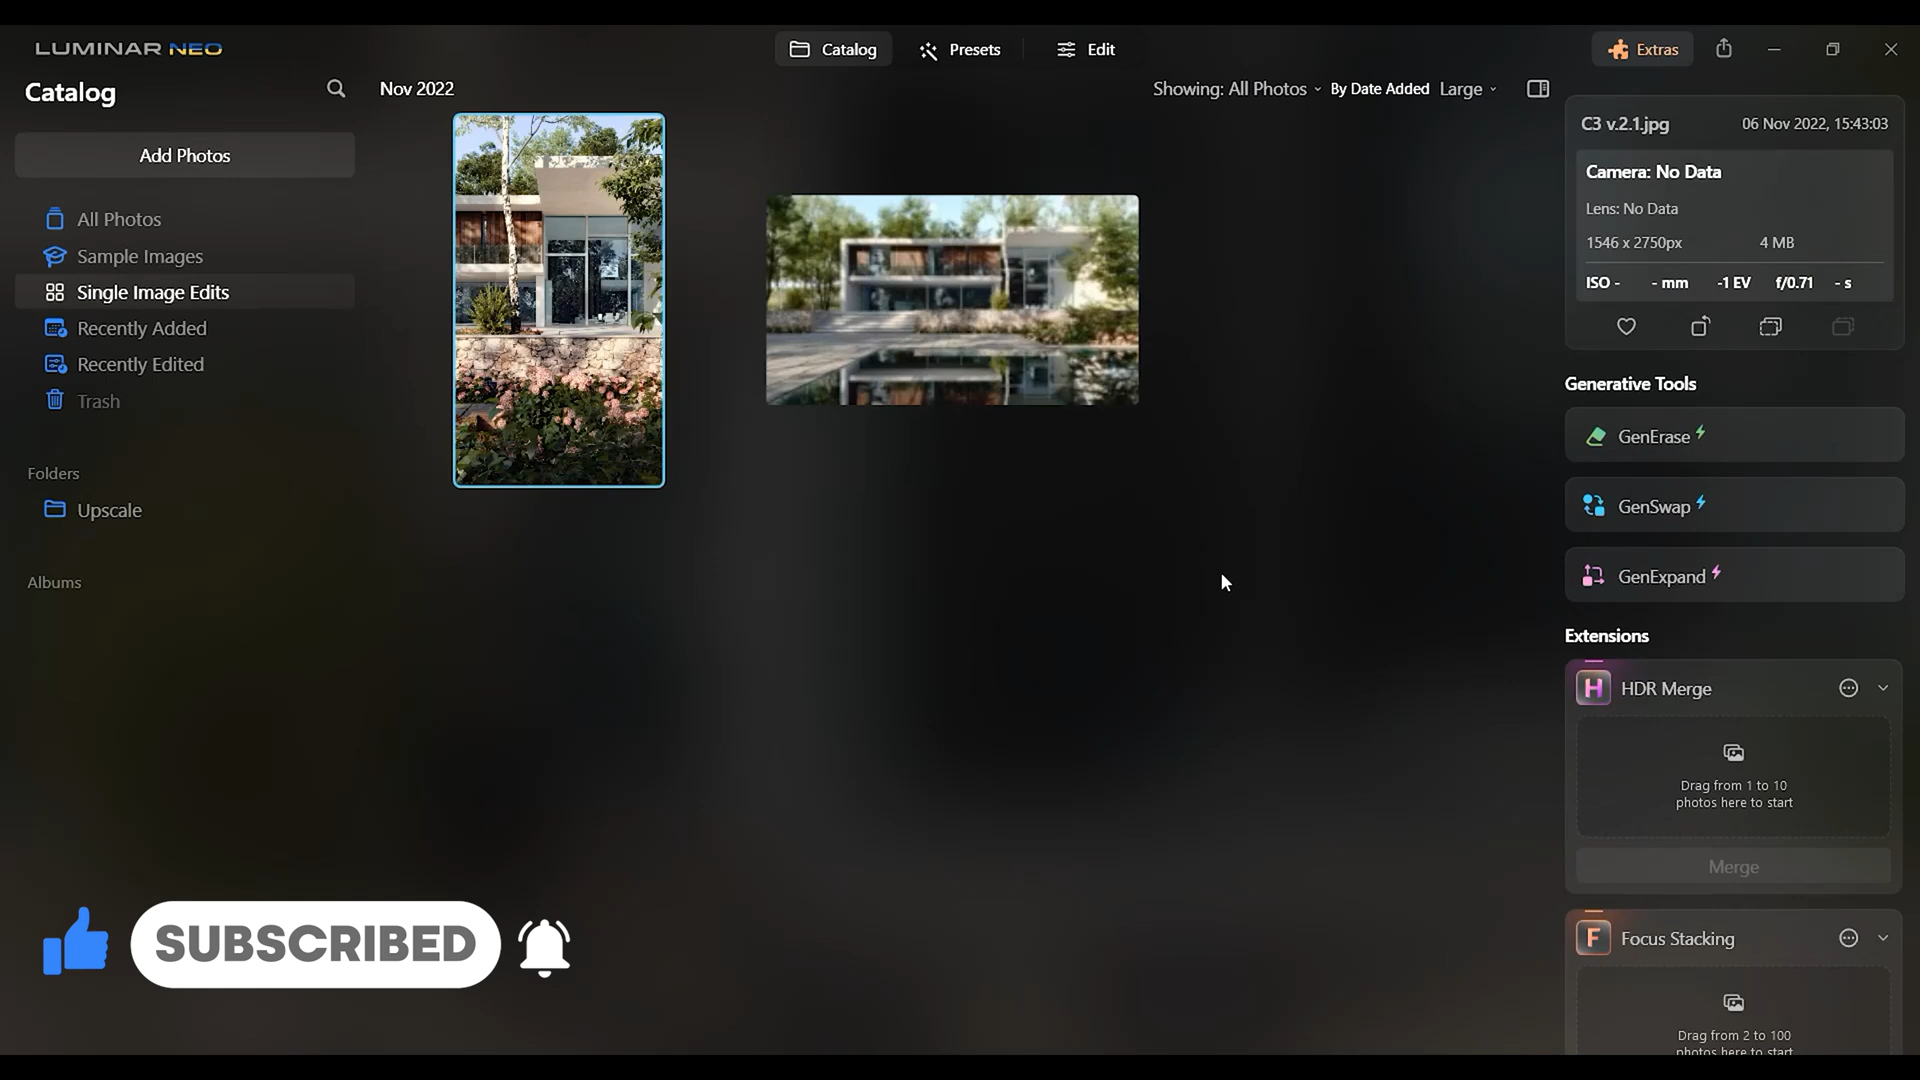 LUMINAR NEO
Catalog
Presets
Edit
Extras
Catalog
Nov 2022
Showing: All Photos
By Date Added
Large
Add Photos
All Photos
Sample Images
Single Image Edits
Recently Added
Recently Edited
Trash
Folders
Upscale
Albums
C3 v.2.1.jpg
06 Nov 2022, 15:43:03
Camera: No Data
Lens: No Data
1546 x 2750px
4 MB
ISO -
- mm
-1 EV
f/0.71
- s
Generative Tools
GenErase
GenSwap
GenExpand
Extensions
H
HDR Merge
Drag from 1 to 10
photos here to start
Merge
F
Focus Stacking
Drag from 2 to 100
photos here to start
SUBSCRIBED